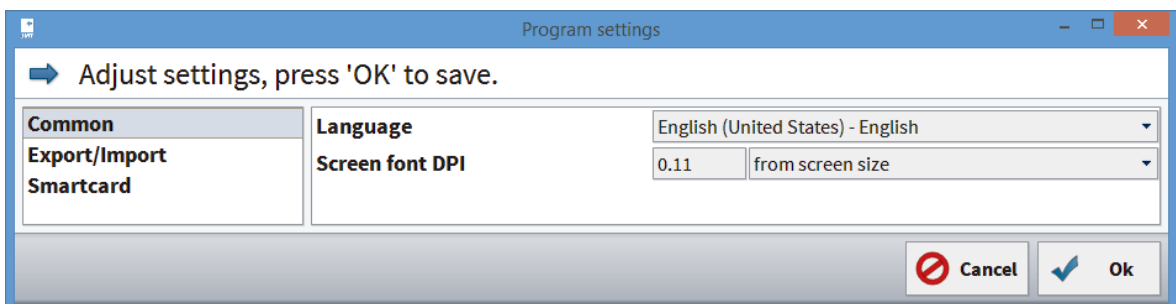 Program settings
Adjust settings, press 'OK' to save.
Common
Export/Import
Smartcard
Language English (United States) - English
Screen font DPI 0.11 from screen size
Cancel Ok